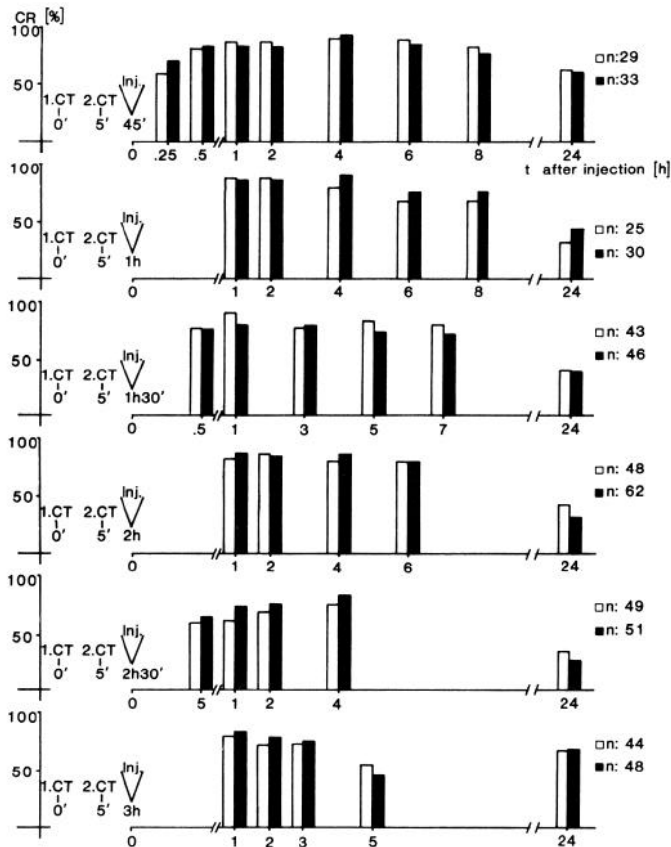 CR [%]
100
50
1.CT 2.CT Inj.
0' 5' 45'
□n:29
■n:33
0 .25 .5 1 2 4 6 8 24
t after injection [h]
100
50
1.CT 2.CT Inj.
0' 5' 1h
□n: 25
■n: 30
0 1 2 4 6 8 24
100
50
1.CT 2.CT Inj.
0' 5' 1h30'
□n: 43
■n: 46
0 .5 1 3 5 7 24
100
50
1.CT 2.CT Inj.
0' 5' 2h
□n: 48
■n: 62
0 1 2 4 6 24
100
50
1.CT 2.CT Inj.
0' 5' 2h30'
□n: 49
■n: 51
0 5 1 2 4 24
100
50
1.CT 2.CT Inj.
0' 5' 3h
□n: 44
■n: 48
0 1 2 3 5 24